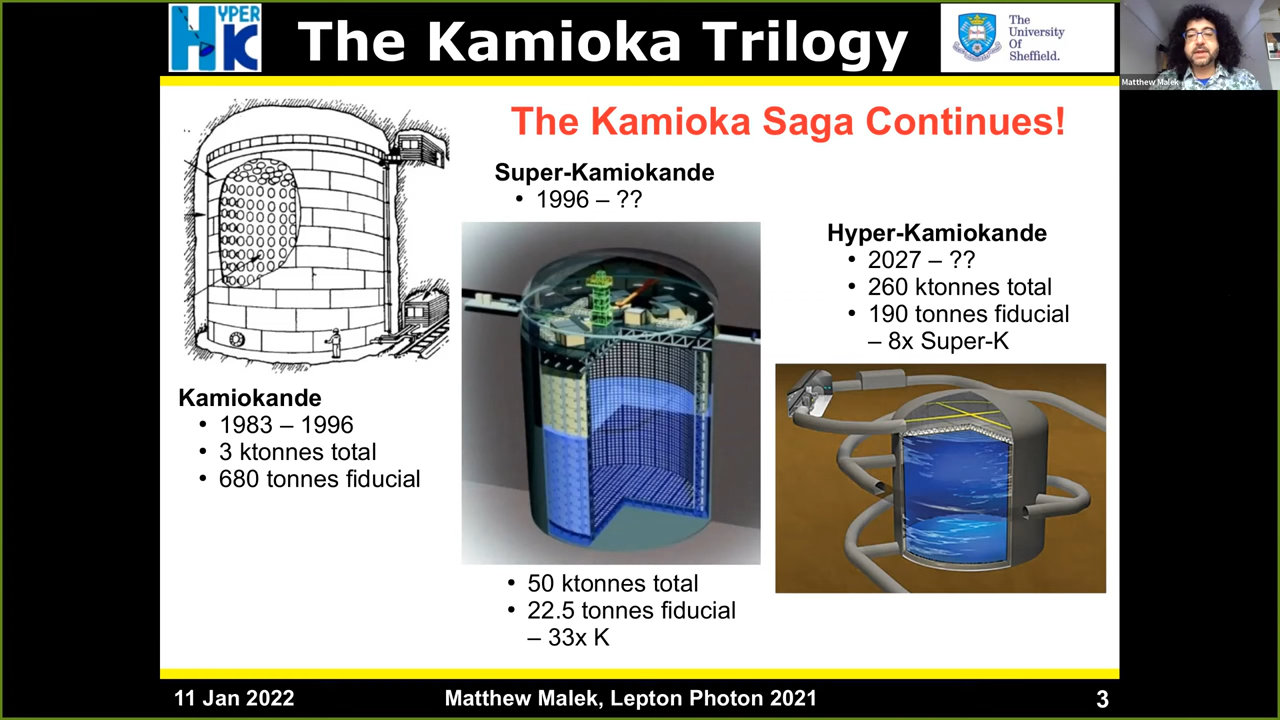 HYPER K
The Kamioka Trilogy
The
University
Of
Sheffield.
Matthew Malek
The Kamioka Saga Continues!
Super-Kamiokande
• 1996 – ??
Hyper-Kamiokande
• 2027 – ??
• 260 ktonnes total
• 190 tonnes fiducial
– 8x Super-K
Kamiokande
• 1983 – 1996
• 3 ktonnes total
• 680 tonnes fiducial
• 50 ktonnes total
• 22.5 tonnes fiducial
– 33x K
11 Jan 2022
Matthew Malek, Lepton Photon 2021
3